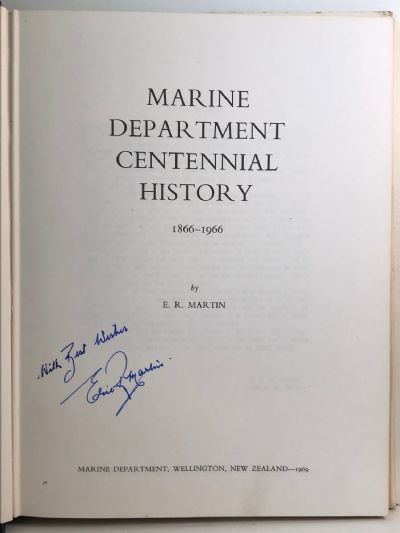 MARINE
DEPARTMENT
CENTENNIAL
HISTORY
1866–1966
by
E. R. MARTIN
With Best Wishes
Eric R Martin.
MARINE DEPARTMENT, WELLINGTON, NEW ZEALAND—1969